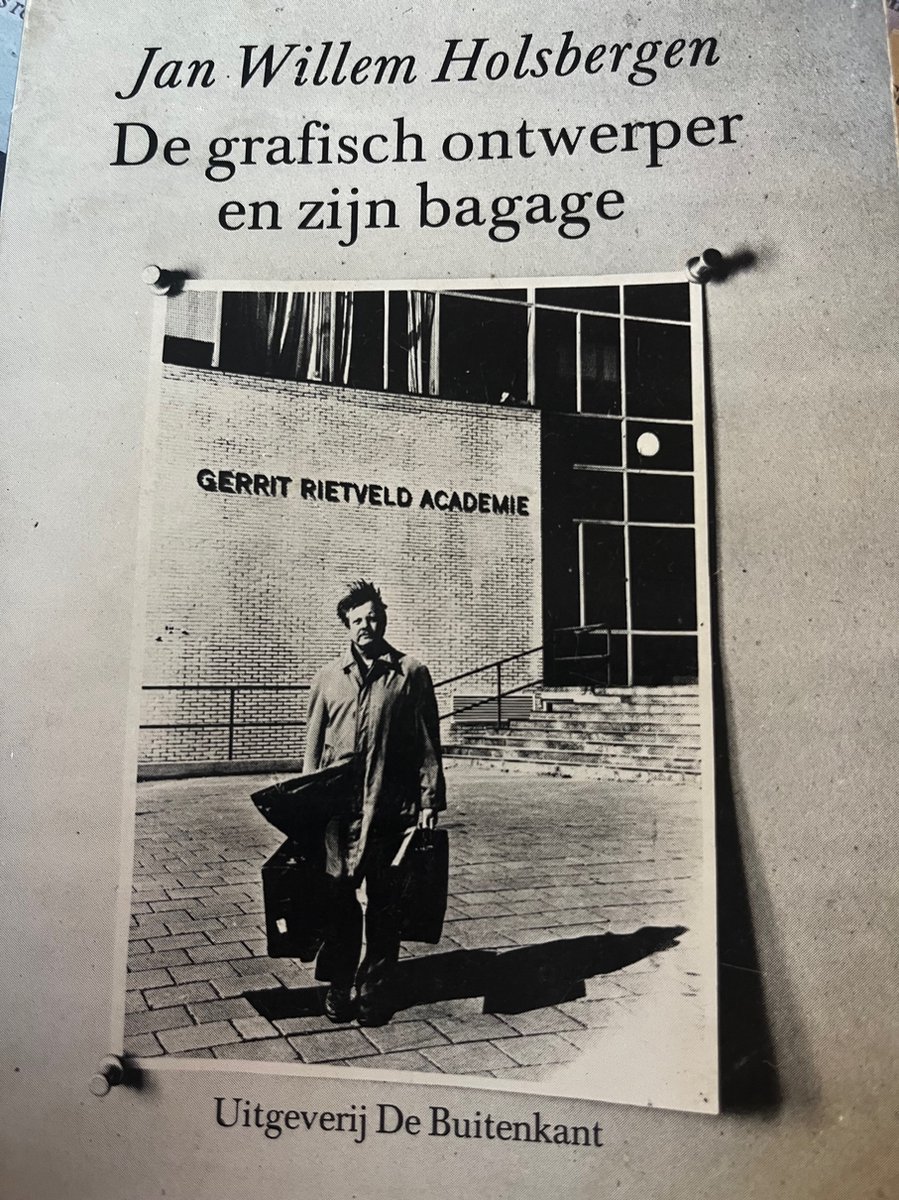 Jan Willem Holsbergen
De grafisch ontwerper
en zijn bagage
GERRIT RIETVELD ACADEMIE
Uitgeverij De Buitenkant